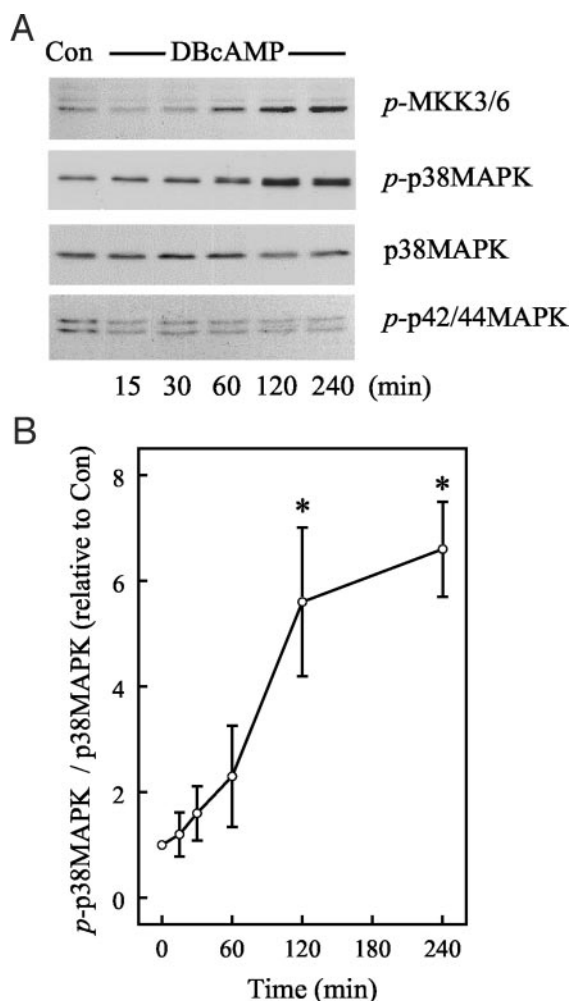 A
Con DBcAMP
p-MKK3/6
p-p38MAPK
p38MAPK
p-p42/44MAPK
15 30 60 120 240 (min)
B
p-p38MAPK / p38MAPK (relative to Con)
8
6
4
2
0
* *
0 60 120 180 240
Time (min)